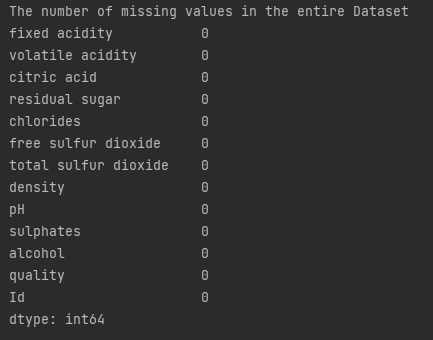 The number of missing values in the entire Dataset
fixed acidity           0
volatile acidity        0
citric acid             0
residual sugar          0
chlorides               0
free sulfur dioxide     0
total sulfur dioxide    0
density                 0
pH                      0
sulphates               0
alcohol                 0
quality                 0
Id                      0
dtype: int64